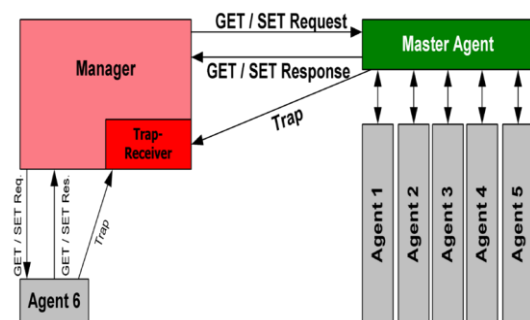 GET / SET Request
Master Agent
Manager
GET / SET Response
Trap
Trap-
Receiver
GET / SET Req.
GET / SET Res.
Trap
Agent 6
Agent 1
Agent 2
Agent 3
Agent 4
Agent 5